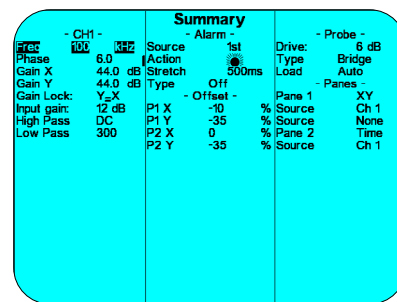 Summary
- CH1 -
Freq 100 kHz
Phase 6.0
Gain X 44.0 dB
Gain Y 44.0 dB
Gain Lock: Y=X
Input gain: 12 dB
High Pass DC
Low Pass 300
- Alarm -
Source 1st
Action
Stretch 500ms
Type Off
- Offset -
P1 X -10 %
P1 Y -35 %
P2 X 0 %
P2 Y -35 %
- Probe -
Drive: 6 dB
Type Bridge
Load Auto
- Panes -
Pane 1 XY
Source Ch 1
Source None
Pane 2 Time
Source Ch 1